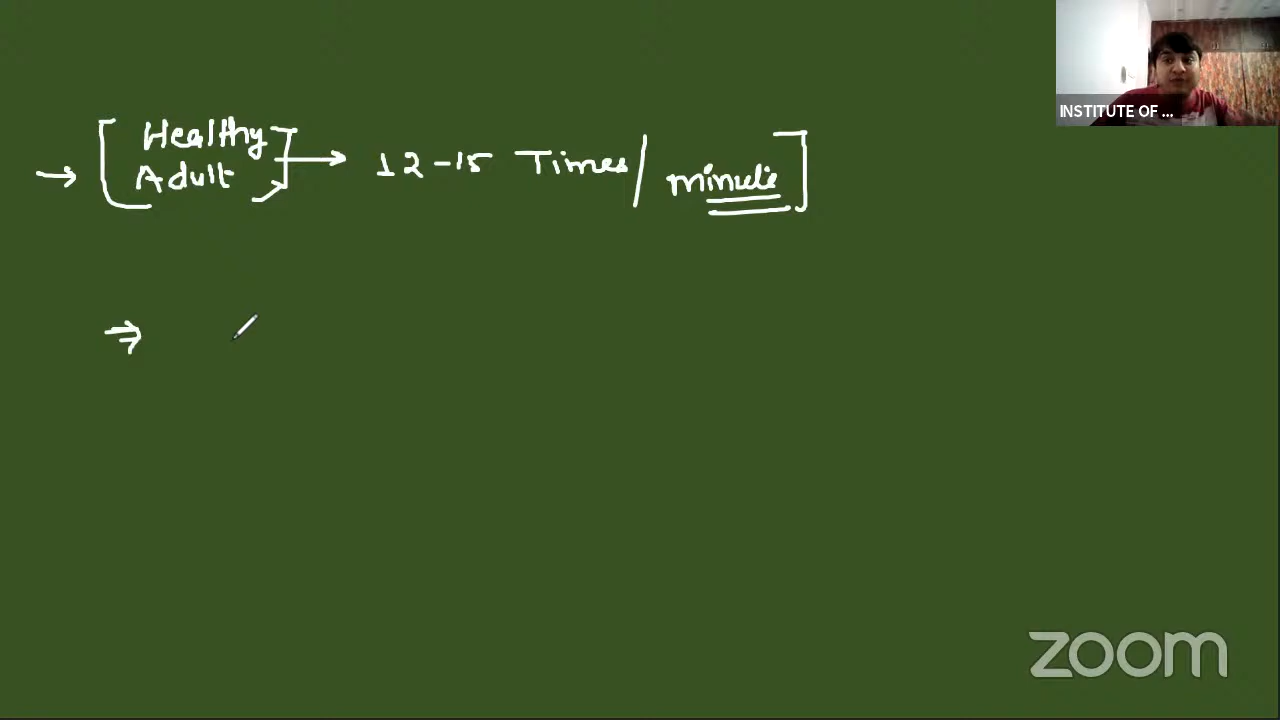 INSTITUTE OF ...
→ [ Healthy Adult ] → 12-15 Times / minute ]
⇒
zoom